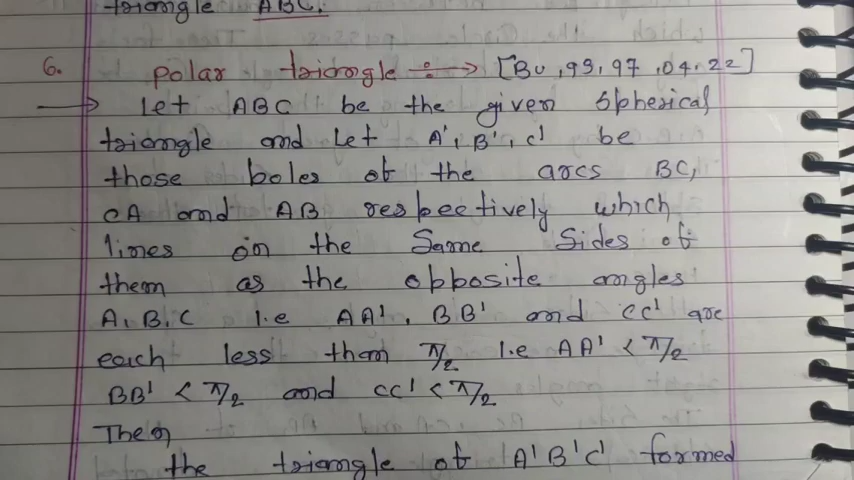 triangle ABC.
6. polar triangle ÷→ [BU, 93, 97, 04, 22]
→ Let ABC be the given spherical
triangle and Let A', B', C' be
those poles of the arcs BC,
CA and AB respectively which
lines on the Same Sides of
them as the opposite angles
A, B, C i.e AA', BB' and CC' are
each less than π/2 i.e AA' < π/2
BB' < π/2 and CC' < π/2
Then
the triangle of A'B'C' formed